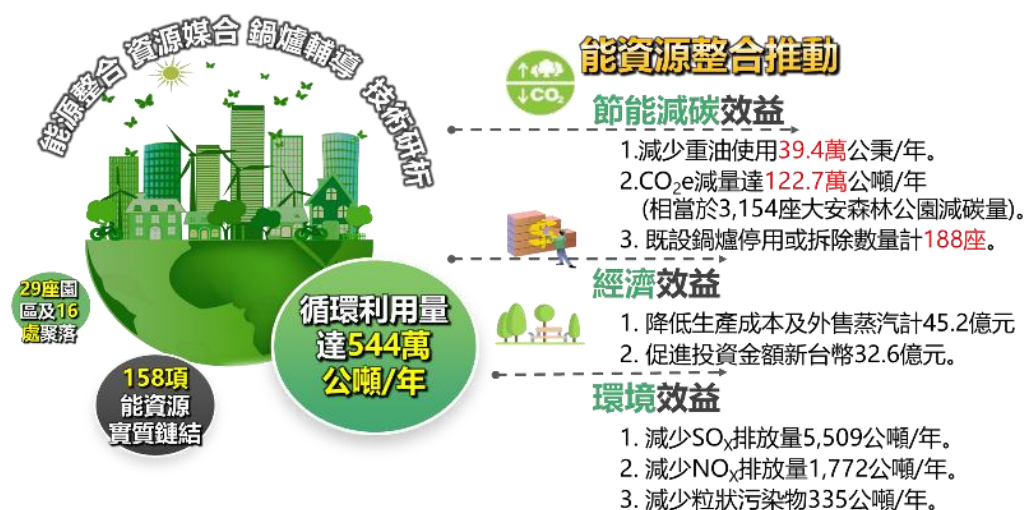 能源整合 資源媒合 鍋爐輔導 技術研析
能資源整合推動
CO₂
節能減碳效益
1.減少重油使用39.4萬公秉/年。
2.CO₂e減量達122.7萬公噸/年
(相當於3,154座大安森林公園減碳量)。
3. 既設鍋爐停用或拆除數量計188座。
經濟效益
1. 降低生產成本及外售蒸汽計45.2億元
2. 促進投資金額新台幣32.6億元。
環境效益
1. 減少SOX排放量5,509公噸/年。
2. 減少NOX排放量1,772公噸/年。
3. 減少粒狀污染物335公噸/年。
29座園
區及16
處聚落
158項
能資源
實質鏈結
循環利用量
達544萬
公噸/年